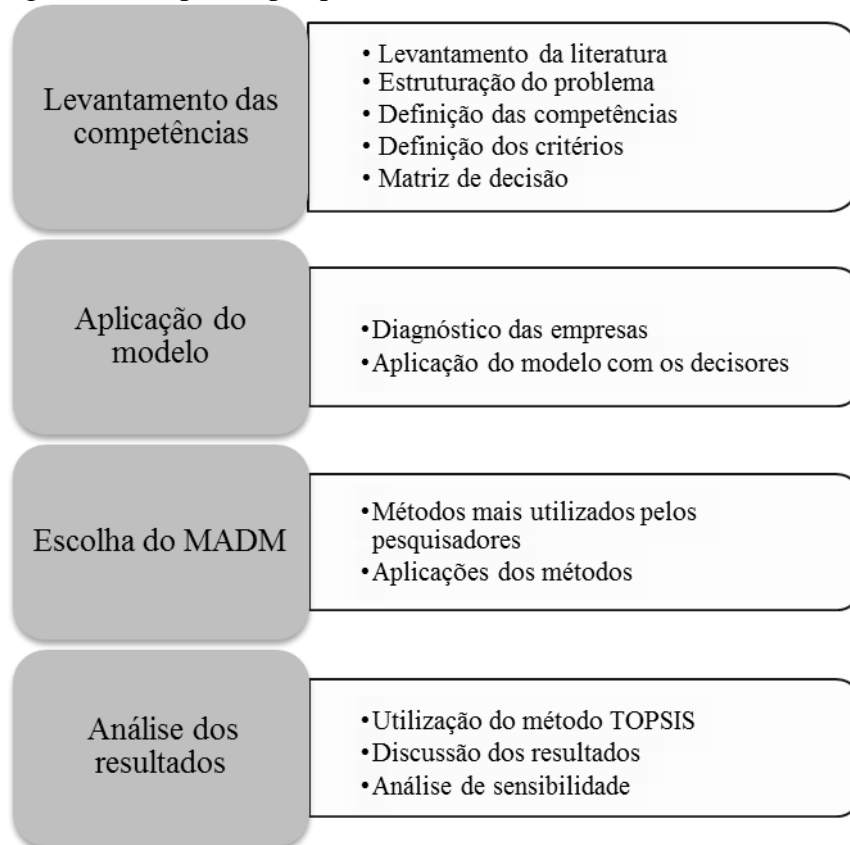 Levantamento das
competências
• Levantamento da literatura
• Estruturação do problema
• Definição das competências
• Definição dos critérios
• Matriz de decisão
Aplicação do
modelo
•Diagnóstico das empresas
•Aplicação do modelo com os decisores
Escolha do MADM
•Métodos mais utilizados pelos
pesquisadores
•Aplicações dos métodos
Análise dos
resultados
•Utilização do método TOPSIS
•Discussão dos resultados
•Análise de sensibilidade